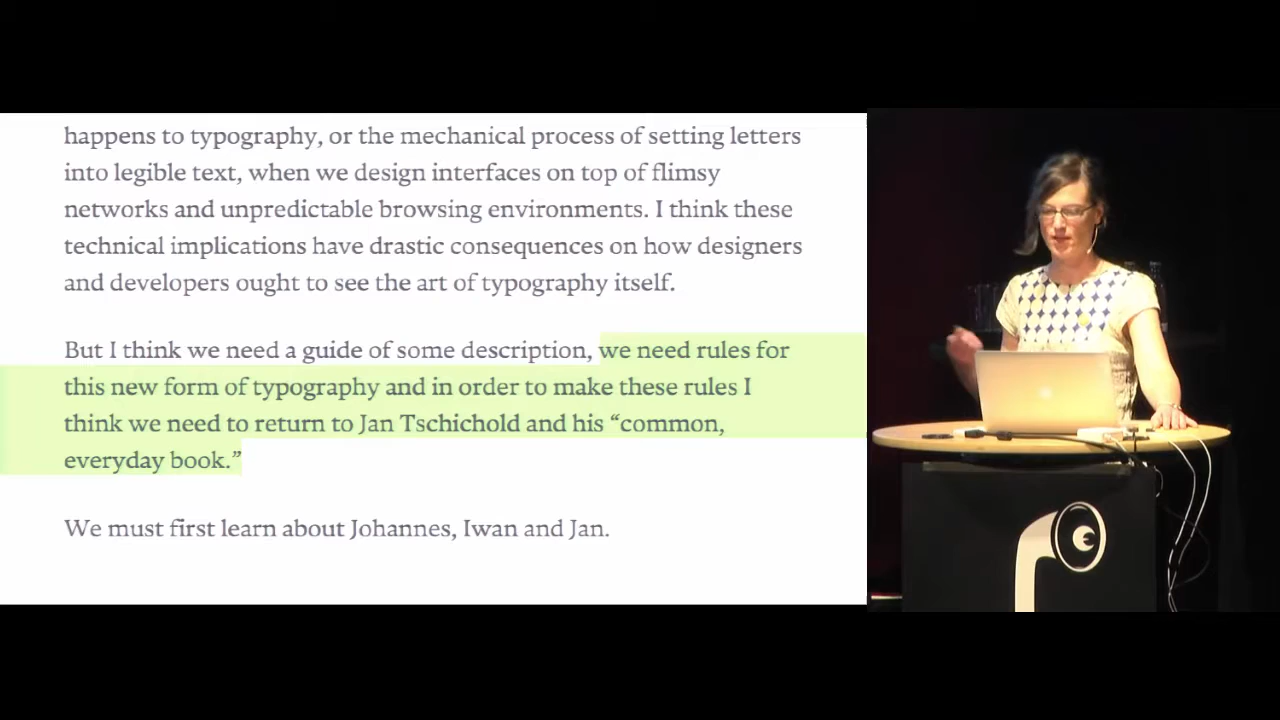 happens to typography, or the mechanical process of setting letters
into legible text, when we design interfaces on top of flimsy
networks and unpredictable browsing environments. I think these
technical implications have drastic consequences on how designers
and developers ought to see the art of typography itself.
But I think we need a guide of some description, we need rules for
this new form of typography and in order to make these rules I
think we need to return to Jan Tschichold and his “common,
everyday book.”
We must first learn about Johannes, Iwan and Jan.